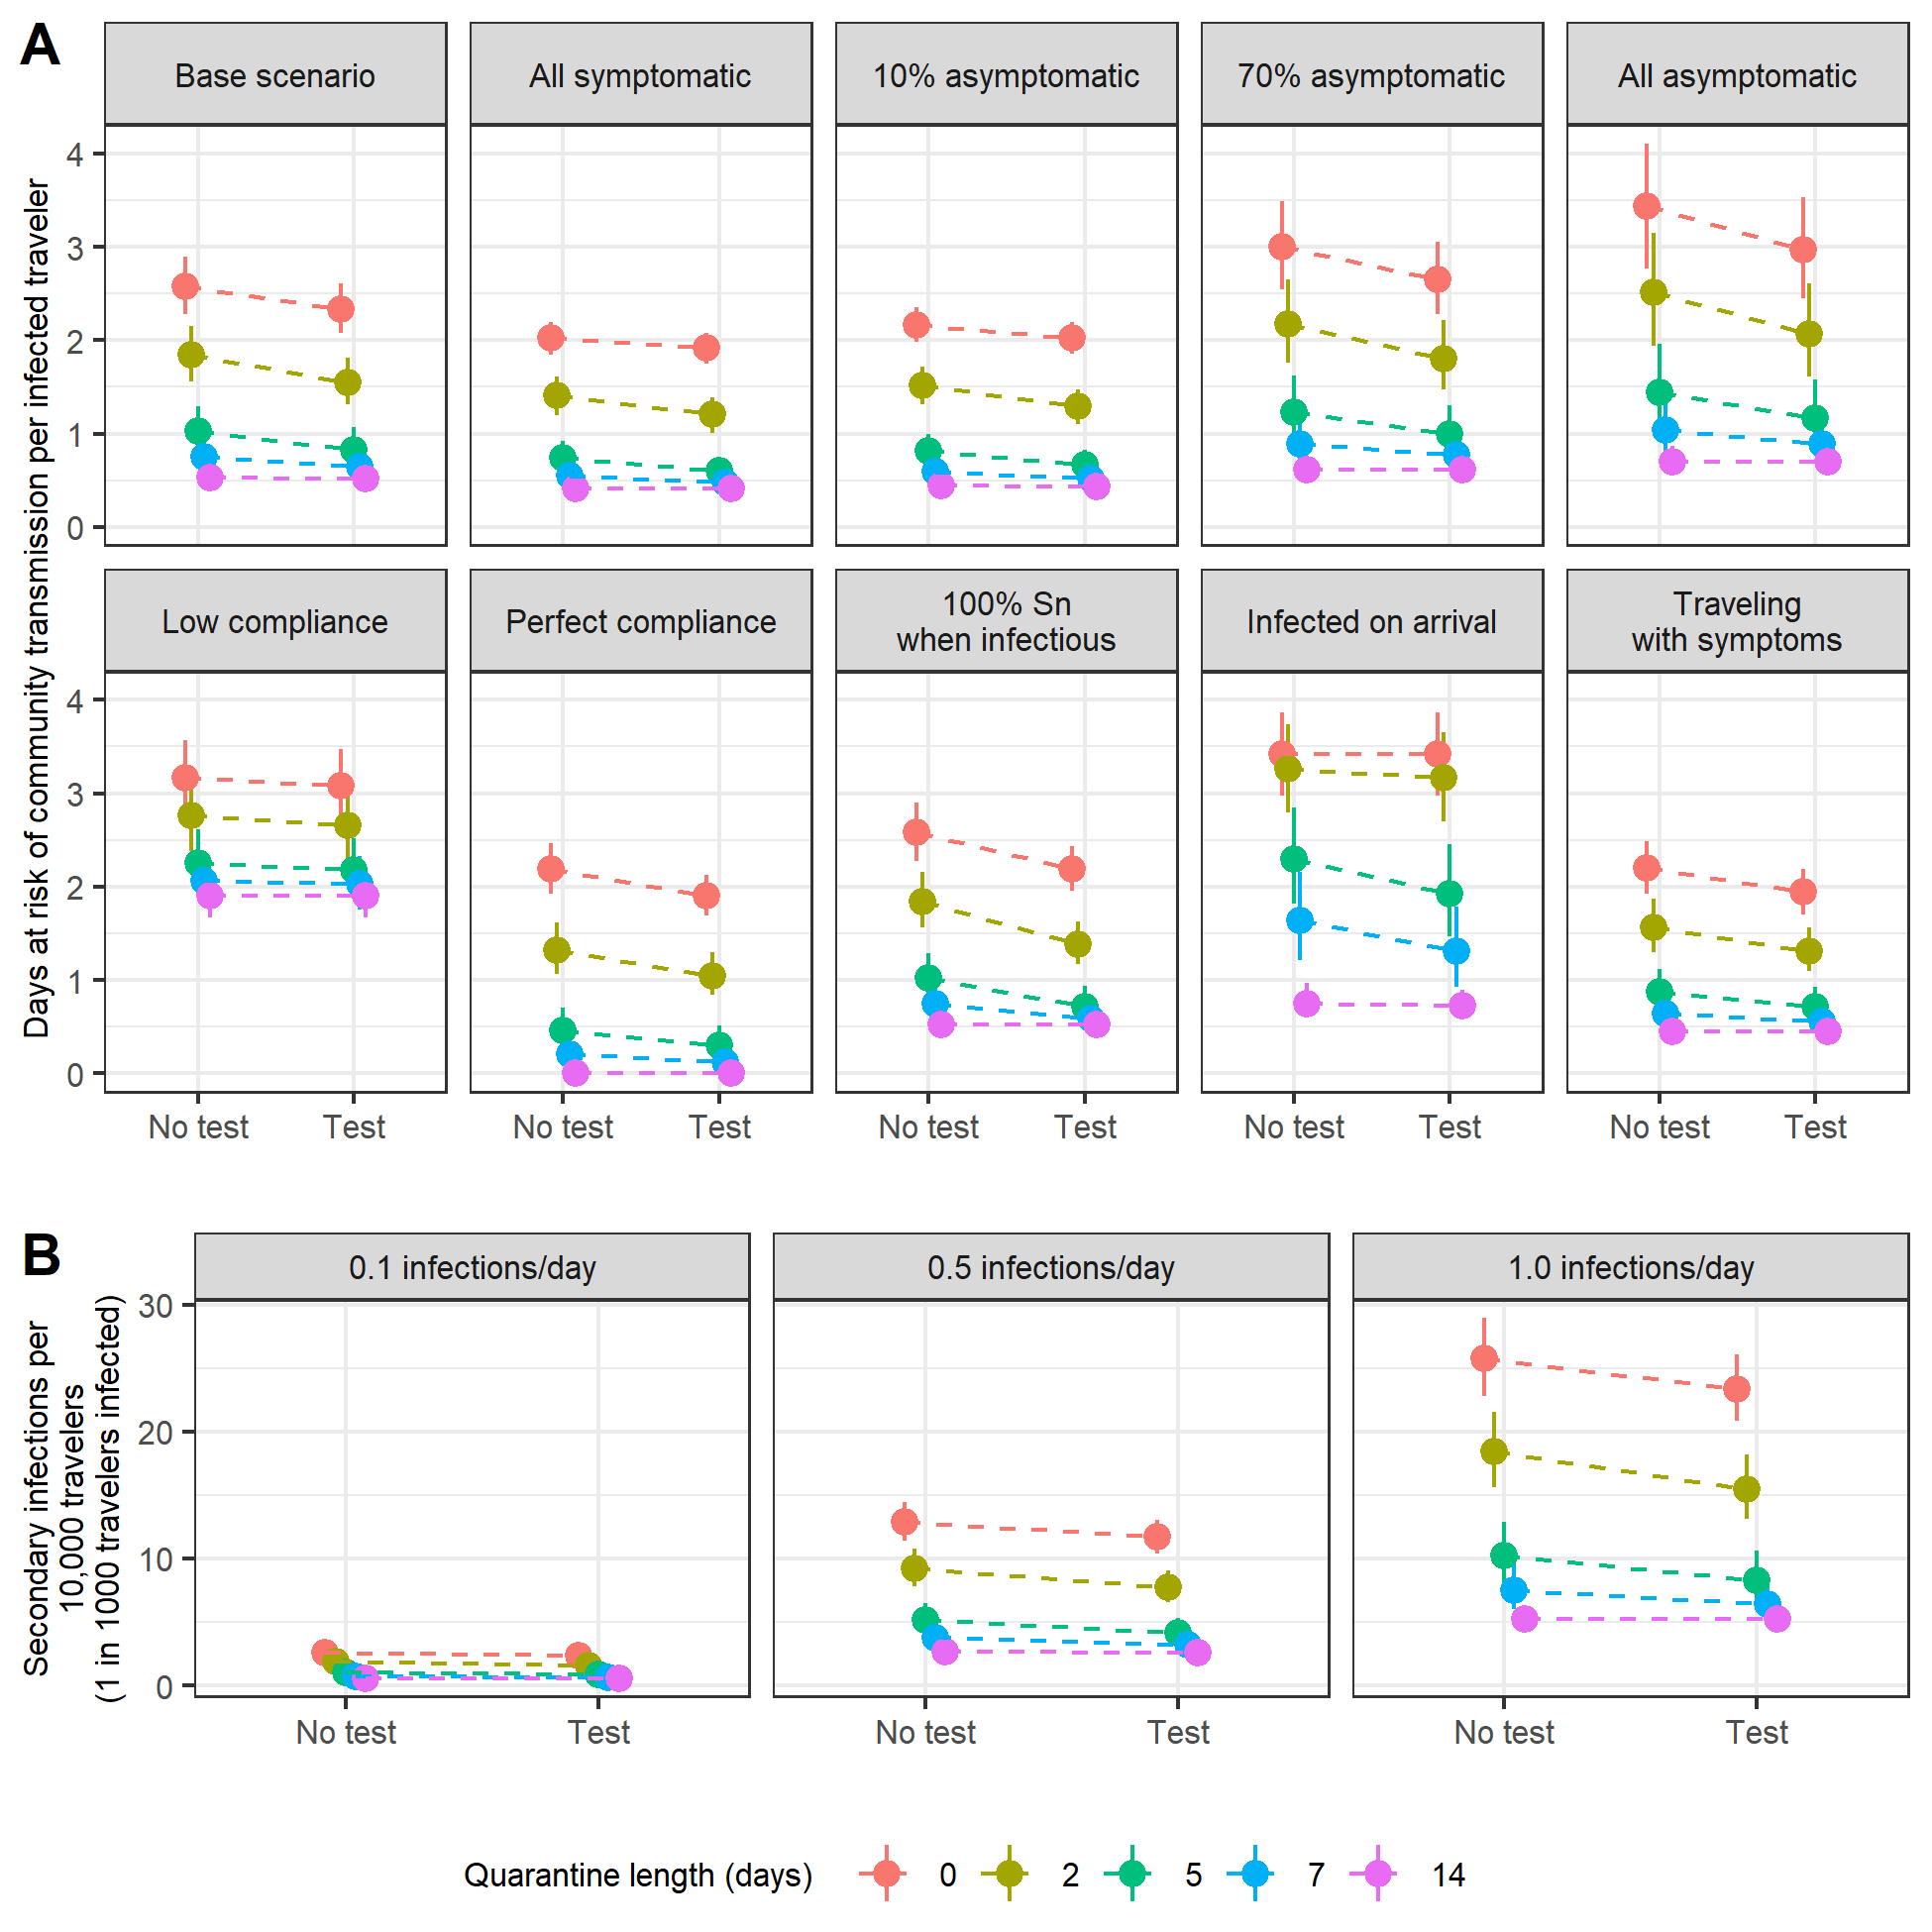 A
Base scenario
All symptomatic
10% asymptomatic
70% asymptomatic
All asymptomatic
Days at risk of community transmission per infected traveler
4
3
2
1
0
Low compliance
Perfect compliance
100% Sn
when infectious
Infected on arrival
Traveling
with symptoms
4
3
2
1
0
No test
Test
No test
Test
No test
Test
No test
Test
No test
Test
B
0.1 infections/day
0.5 infections/day
1.0 infections/day
Secondary infections per
10,000 travelers
(1 in 1000 travelers infected)
30
20
10
0
No test
Test
No test
Test
No test
Test
Quarantine length (days)
0
2
5
7
14